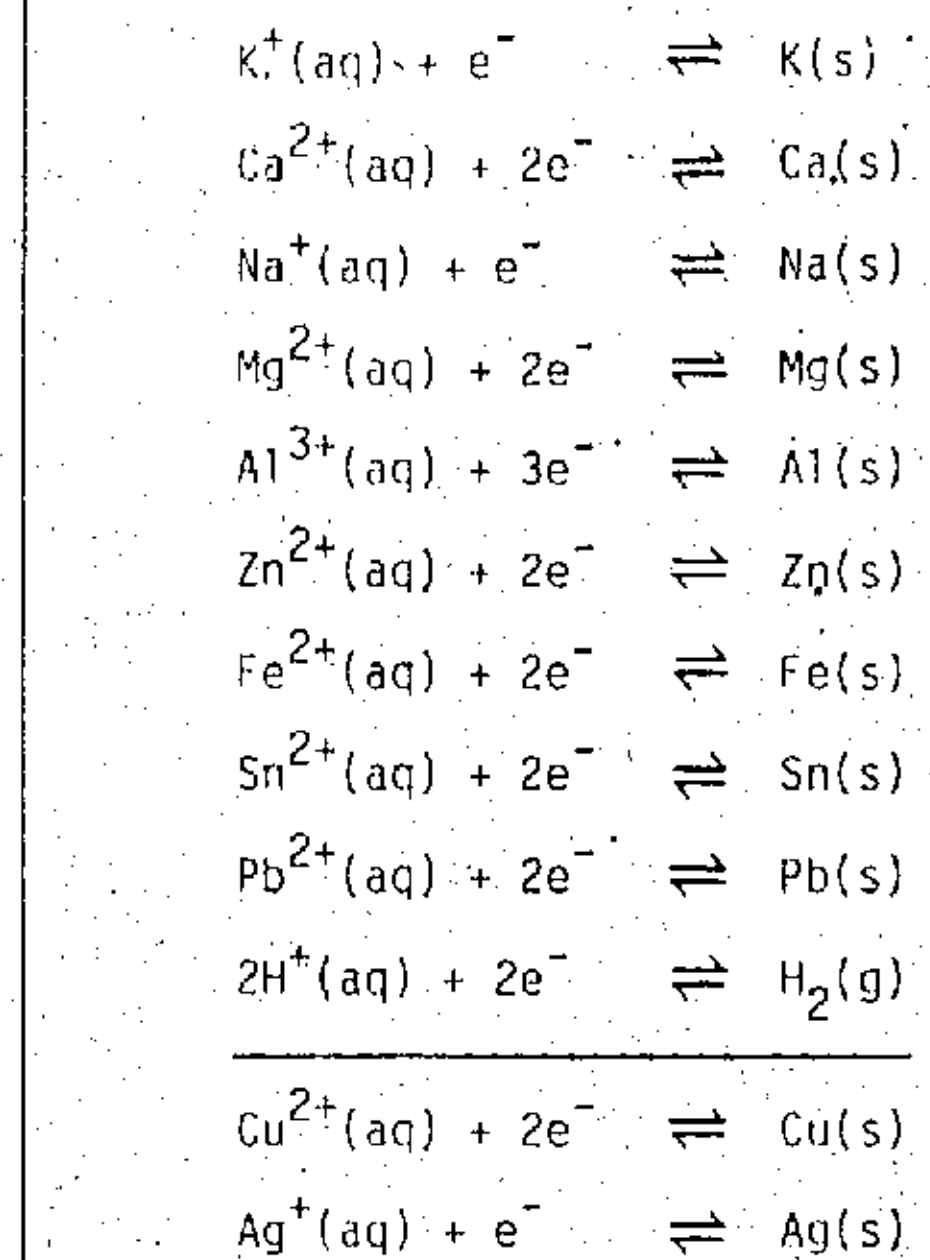 K⁺(aq) + e⁻ ⇌ K(s)
Ca²⁺(aq) + 2e⁻ ⇌ Ca(s)
Na⁺(aq) + e⁻ ⇌ Na(s)
Mg²⁺(aq) + 2e⁻ ⇌ Mg(s)
Al³⁺(aq) + 3e⁻ ⇌ Al(s)
Zn²⁺(aq) + 2e⁻ ⇌ Zn(s)
Fe²⁺(aq) + 2e⁻ ⇌ Fe(s)
Sn²⁺(aq) + 2e⁻ ⇌ Sn(s)
Pb²⁺(aq) + 2e⁻ ⇌ Pb(s)
2H⁺(aq) + 2e⁻ ⇌ H₂(g)
Cu²⁺(aq) + 2e⁻ ⇌ Cu(s)
Ag⁺(aq) + e⁻ ⇌ Ag(s)